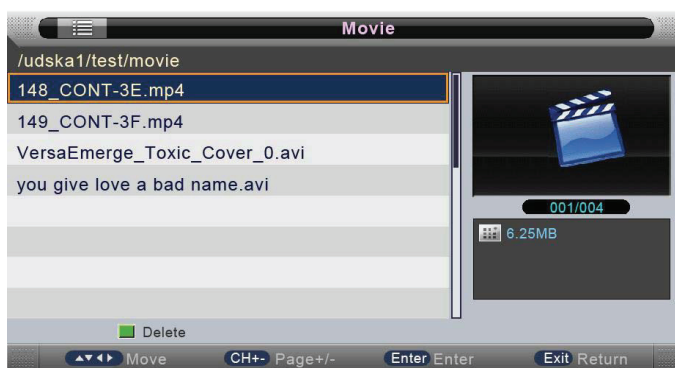 Movie
/udska1/test/movie
148_CONT-3E.mp4
149_CONT-3F.mp4
VersaEmerge_Toxic_Cover_0.avi
you give love a bad name.avi
001/004
6.25MB
Delete
Move CH+- Page+/- Enter Enter Exit Return